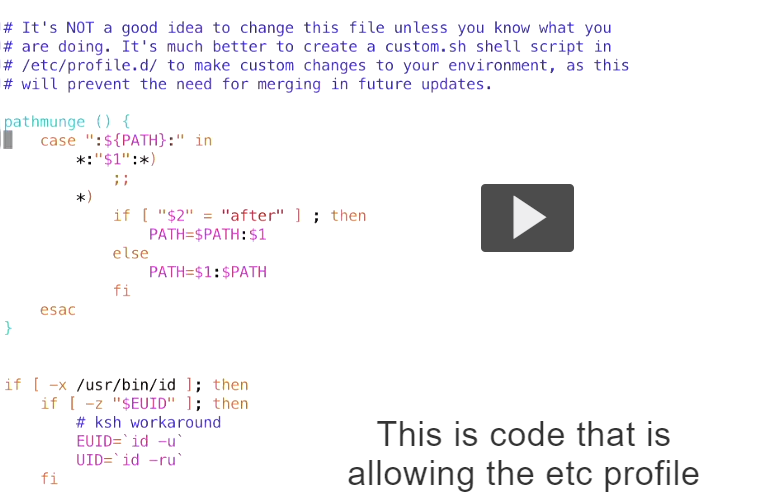 # It's NOT a good idea to change this file unless you know what you
# are doing. It's much better to create a custom.sh shell script in
# /etc/profile.d/ to make custom changes to your environment, as this
# will prevent the need for merging in future updates.

pathmunge () {
    case ":${PATH}:" in
        *:"$1":*)
            ;;
        *)
            if [ "$2" = "after" ] ; then
                PATH=$PATH:$1
            else
                PATH=$1:$PATH
            fi
    esac
}

if [ -x /usr/bin/id ]; then
    if [ -z "$EUID" ]; then
        # ksh workaround
        EUID=`id -u`
        UID=`id -ru`
    fi
This is code that is
allowing the etc profile